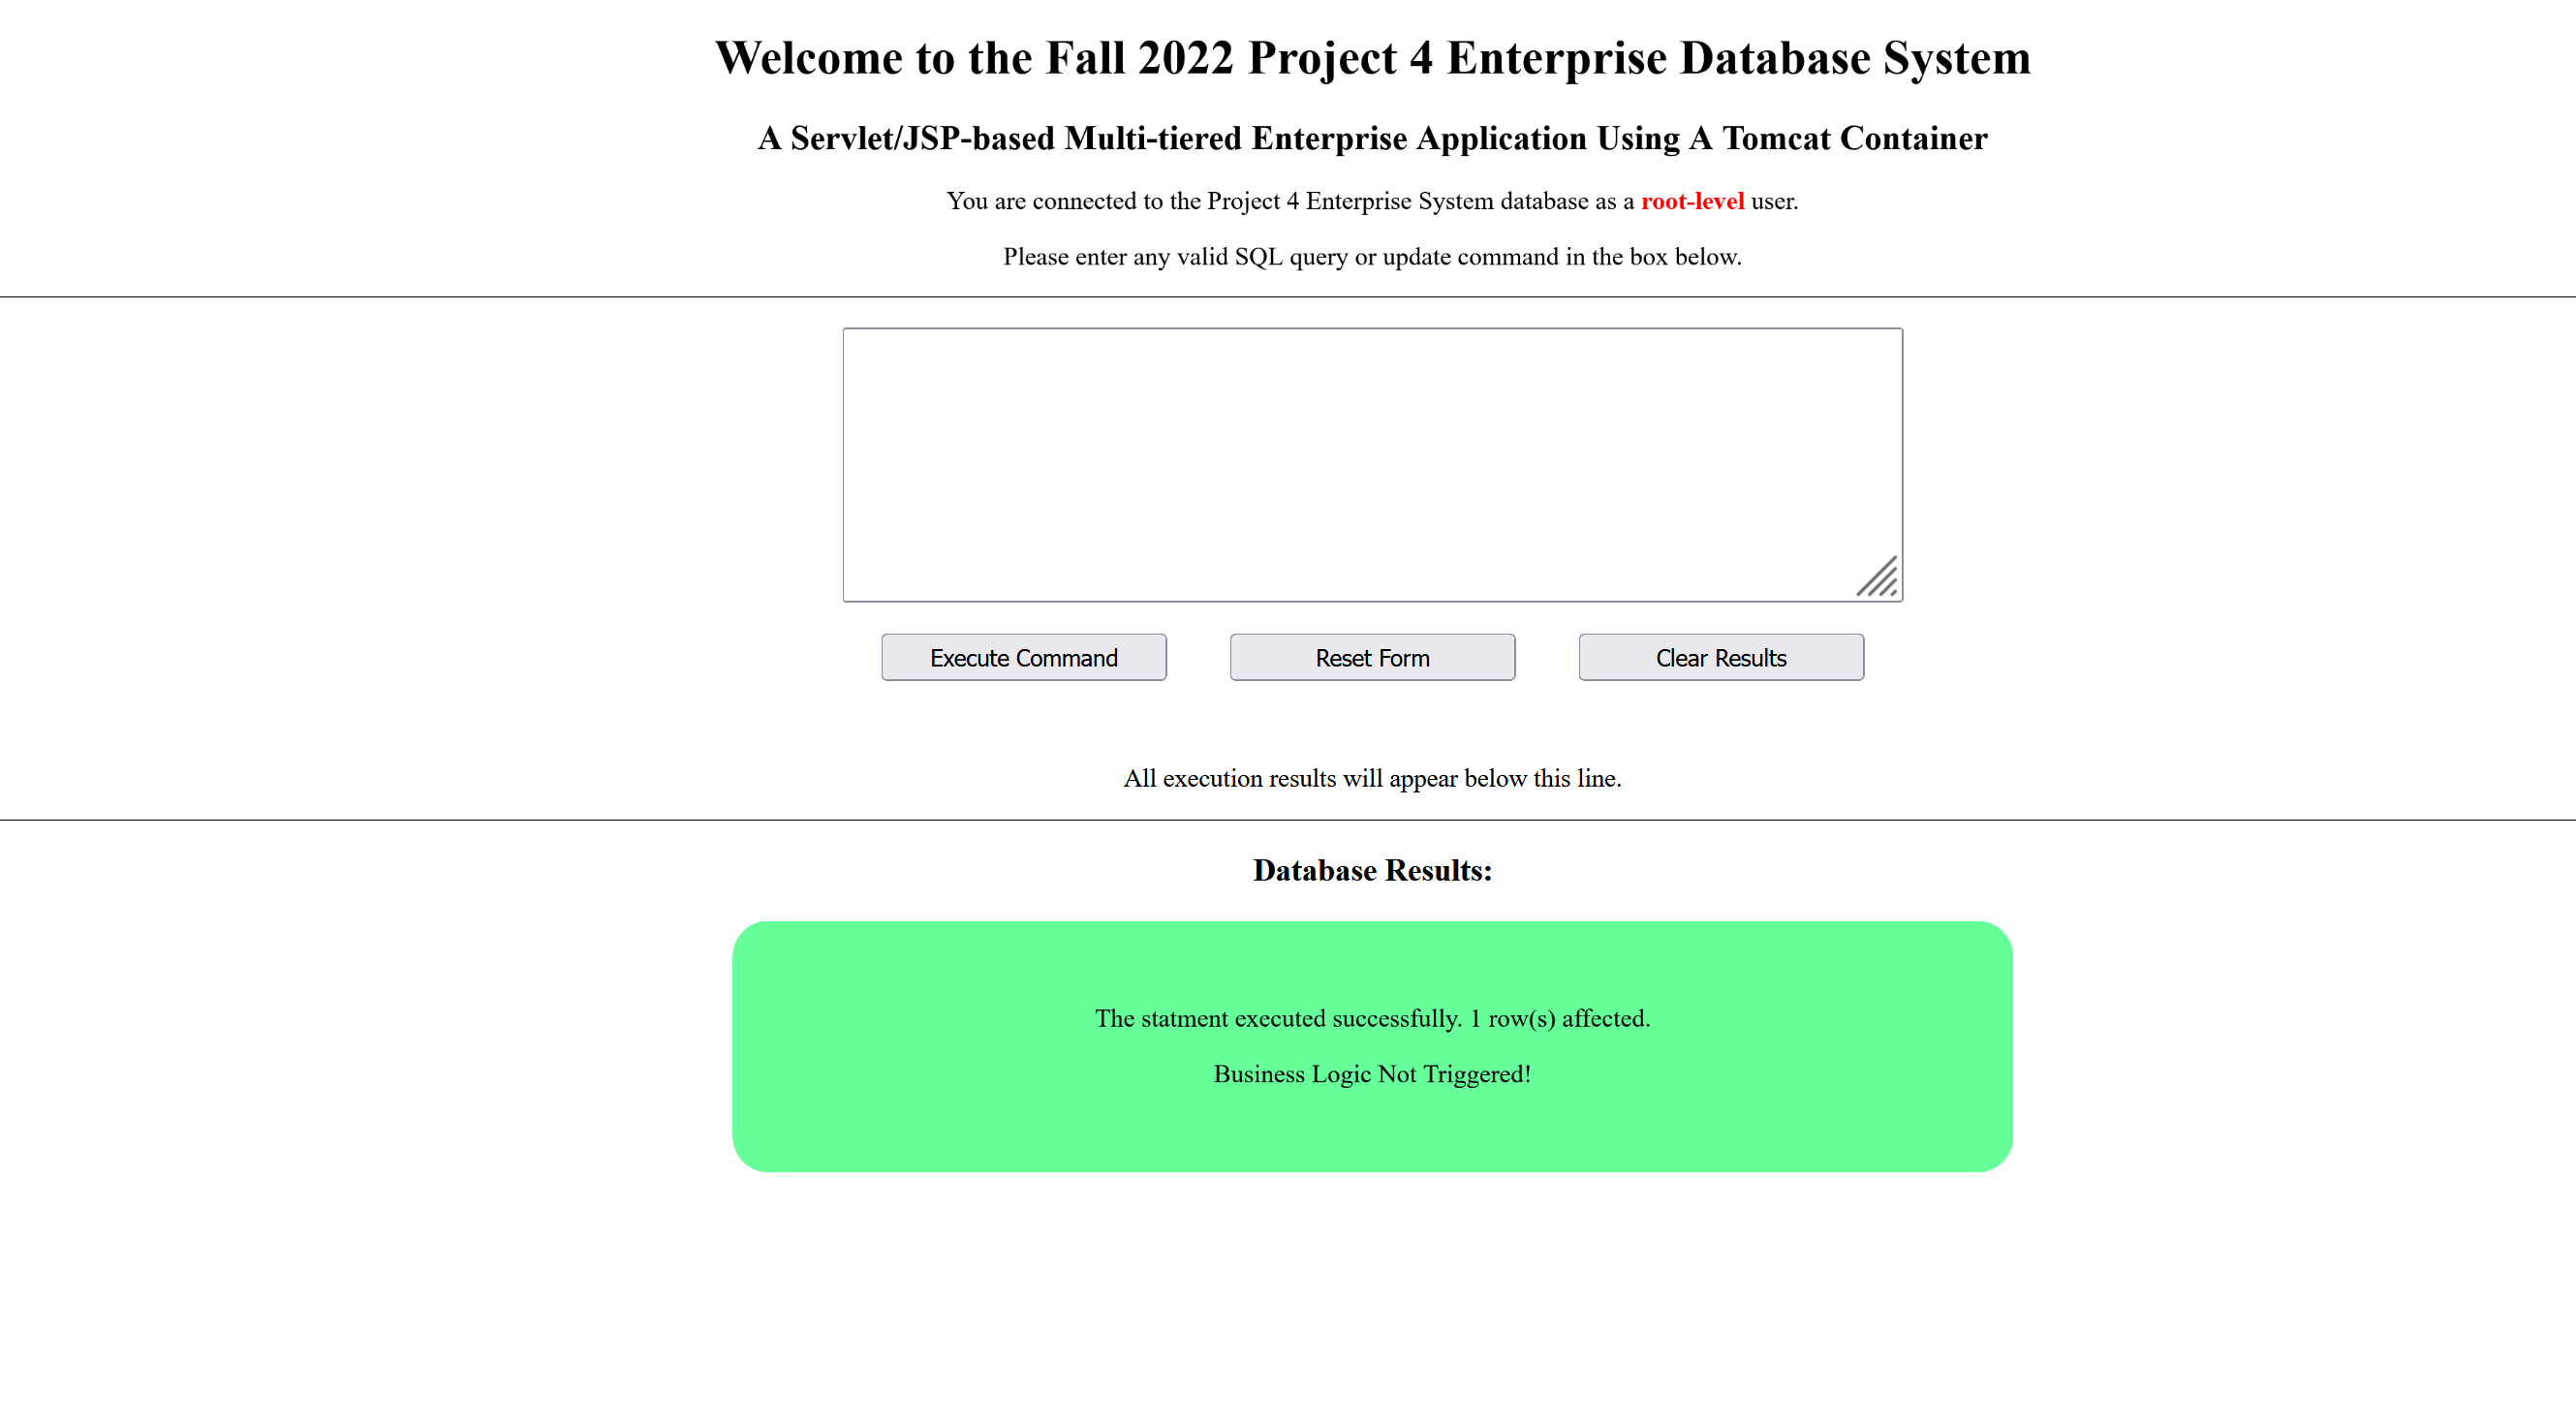 Welcome to the Fall 2022 Project 4 Enterprise Database System
A Servlet/JSP-based Multi-tiered Enterprise Application Using A Tomcat Container
You are connected to the Project 4 Enterprise System database as a root-level user.
Please enter any valid SQL query or update command in the box below.
Execute Command
Reset Form
Clear Results
All execution results will appear below this line.
Database Results:
The statment executed successfully. 1 row(s) affected.
Business Logic Not Triggered!